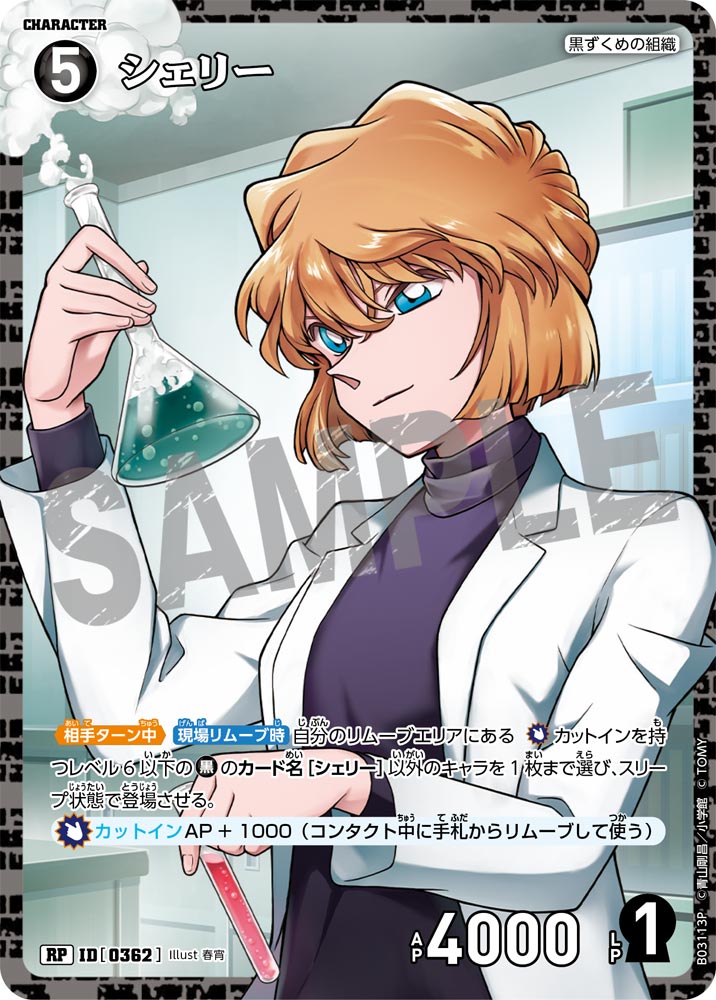 CHARACTER
5
シェリー
黒ずくめの組織
SAMPLE
相手ターン中 現場リムーブ時 自分のリムーブエリアにある カットインを持
つレベル6以下の黒のカード名[シェリー]以外のキャラを1枚まで選び、スリー
プ状態で登場させる。
カットイン AP+1000(コンタクト中に手札からリムーブして使う)
AP 4000 LP 1
RP ID[0362] Illust 春宵
B03113P ©青山剛昌/小学館 ©TOMY